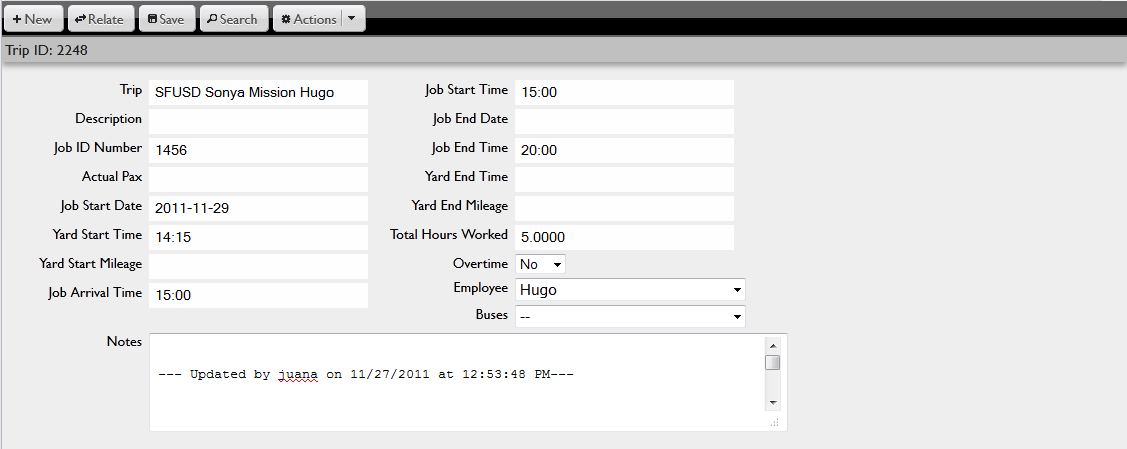 New Relate Save Search Actions
Trip ID: 2248
Trip SFUSD Sonya Mission Hugo
Description
Job ID Number 1456
Actual Pax
Job Start Date 2011-11-29
Yard Start Time 14:15
Yard Start Mileage
Job Arrival Time 15:00
Job Start Time 15:00
Job End Date
Job End Time 20:00
Yard End Time
Yard End Mileage
Total Hours Worked 5.0000
Overtime No
Employee Hugo
Buses --
Notes
--- Updated by juana on 11/27/2011 at 12:53:48 PM---